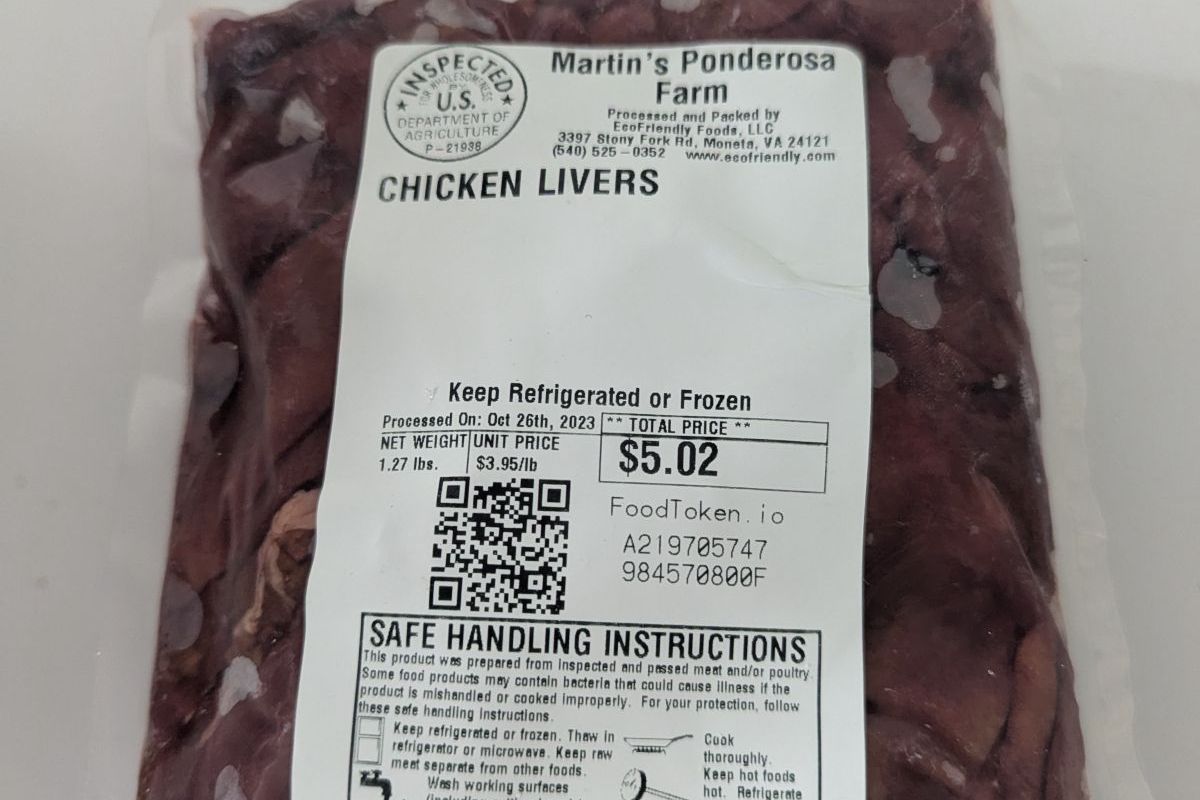 INSPECTED
FOR WHOLESOMENESS
BY
U.S.
DEPARTMENT OF
AGRICULTURE
P-21938
Martin's Ponderosa
Farm
Processed and Packed by
EcoFriendly Foods, LLC
3397 Stony Fork Rd, Moneta, VA 24121
(540) 525-0352 www.ecofriendly.com
CHICKEN LIVERS
Keep Refrigerated or Frozen
Processed On: Oct 26th, 2023
** TOTAL PRICE **
NET WEIGHT UNIT PRICE
$5.02
1.27 lbs. $3.95/lb
FoodToken.io
A219705747
984570800F
SAFE HANDLING INSTRUCTIONS
This product was prepared from inspected and passed meat and/or poultry.
Some food products may contain bacteria that could cause illness if the
product is mishandled or cooked improperly. For your protection, follow
these safe handling instructions.
Keep refrigerated or frozen. Thaw in
refrigerator or microwave. Keep raw
meat separate from other foods.
Wash working surfaces
Cook
thoroughly.
Keep hot foods
hot. Refrigerate